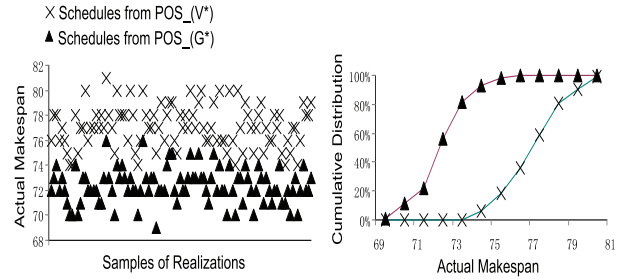 Schedules from POS_(V*)
Schedules from POS_(G*)
Actual Makespan
82
80
78
76
74
72
70
68
Samples of Realizations
Cumulative Distribution
100%
80%
60%
40%
20%
0%
69 71 73 75 77 79 81
Actual Makespan